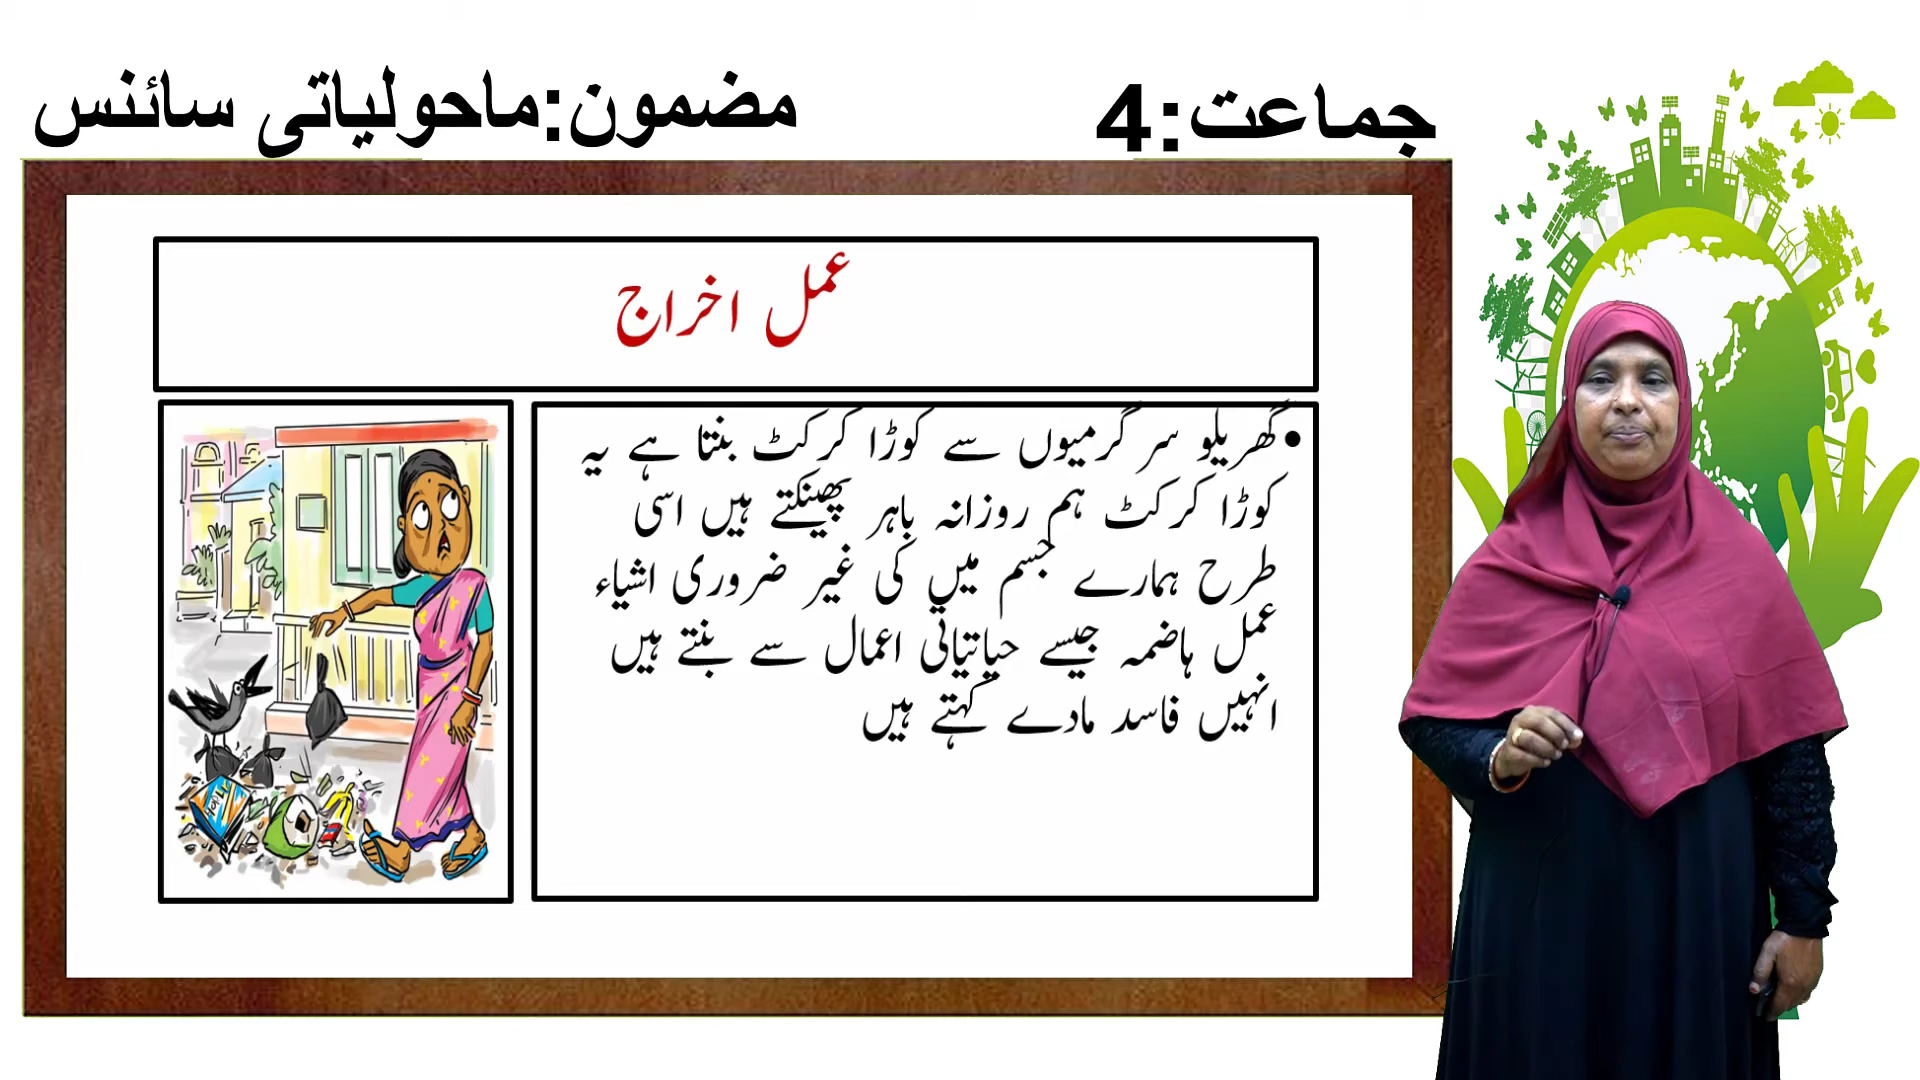 جماعت:4
مضمون:ماحولیاتی سائنس
عمل اخراج
•گھریلو سر گرمیوں سے کوڑا کرکٹ بنتا ہے یہ
کوڑا کرکٹ ہم روزانہ باہر پھینکتے ہیں اسی
طرح ہمارے جسم میں کی غیر ضروری اشیاء
عمل ہاضمہ جیسے حیاتیاتی اعمال سے بنتے ہیں
انہیں فاسد مادے کہتے ہیں